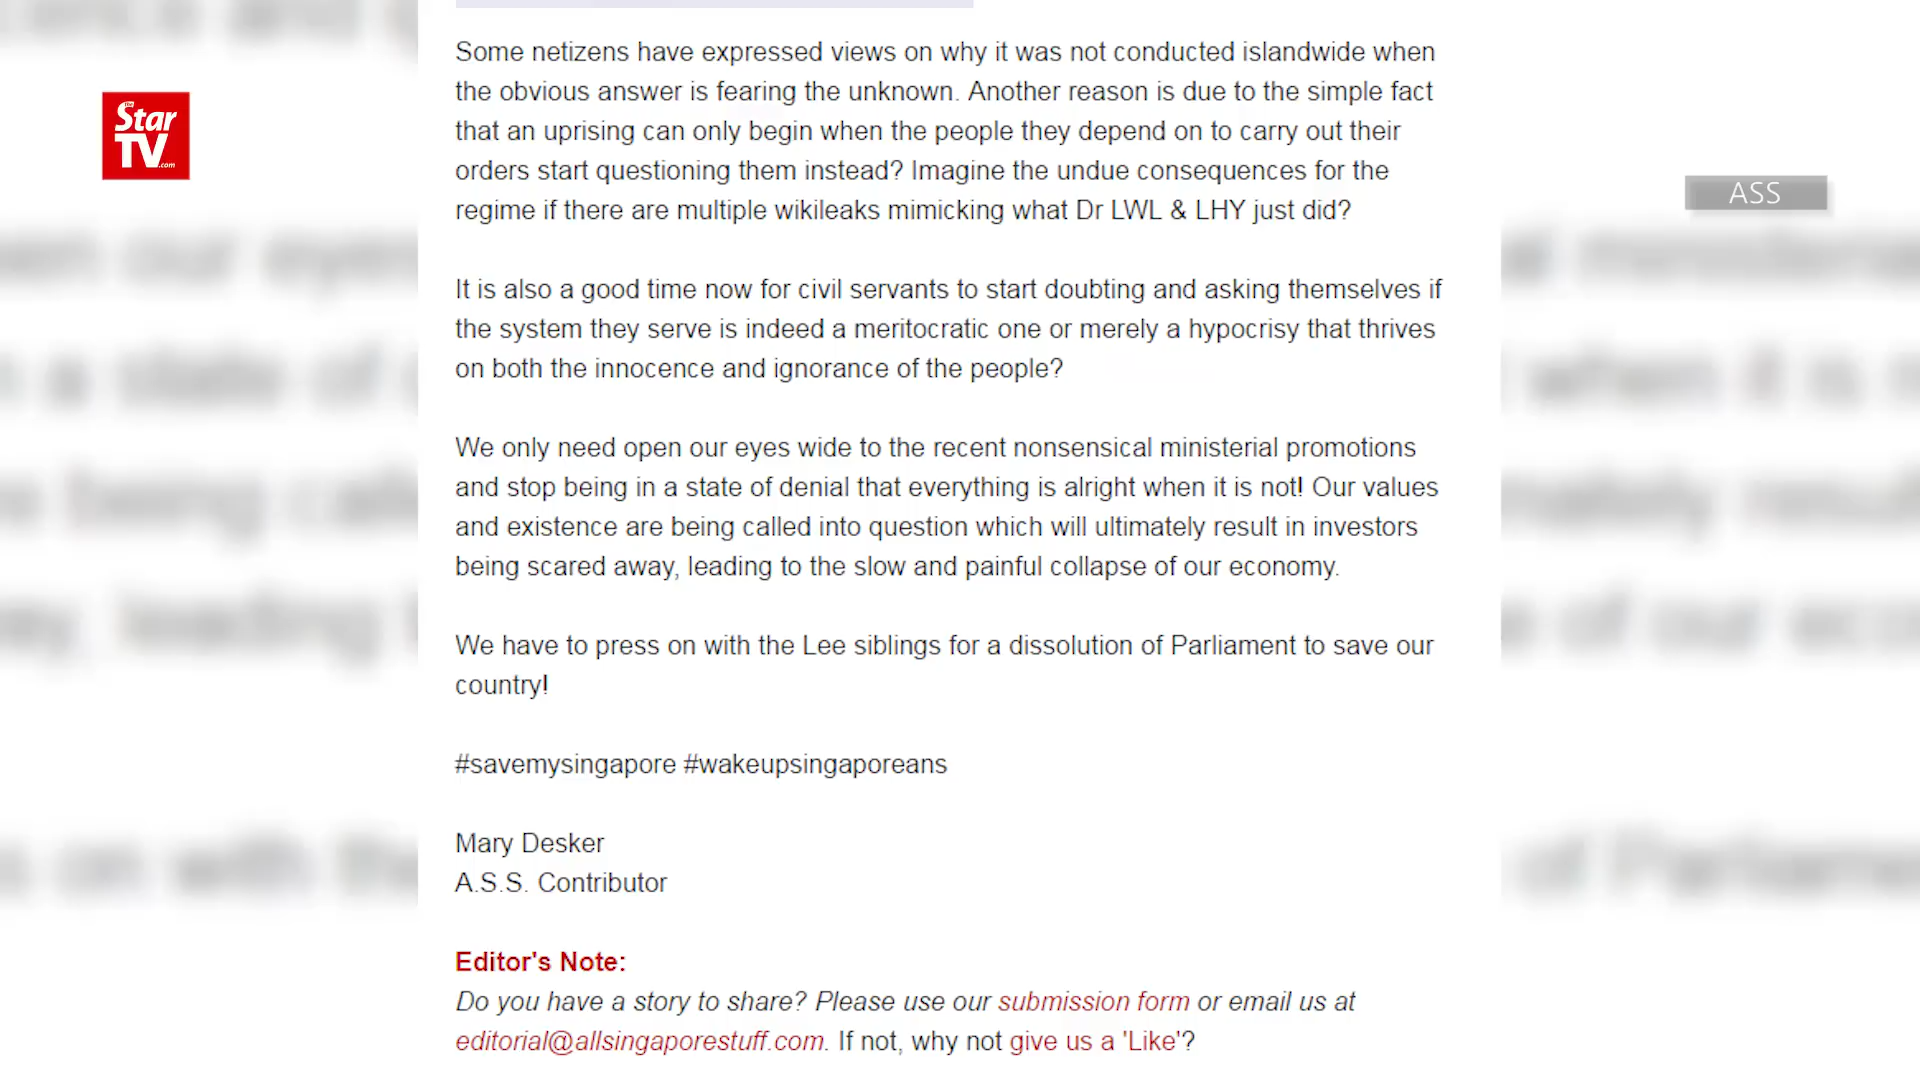 The
Star
TV
.com
ASS
Some netizens have expressed views on why it was not conducted islandwide when
the obvious answer is fearing the unknown. Another reason is due to the simple fact
that an uprising can only begin when the people they depend on to carry out their
orders start questioning them instead? Imagine the undue consequences for the
regime if there are multiple wikileaks mimicking what Dr LWL & LHY just did?
It is also a good time now for civil servants to start doubting and asking themselves if
the system they serve is indeed a meritocratic one or merely a hypocrisy that thrives
on both the innocence and ignorance of the people?
We only need open our eyes wide to the recent nonsensical ministerial promotions
and stop being in a state of denial that everything is alright when it is not! Our values
and existence are being called into question which will ultimately result in investors
being scared away, leading to the slow and painful collapse of our economy.
We have to press on with the Lee siblings for a dissolution of Parliament to save our
country!
#savemysingapore #wakeupsingaporeans
Mary Desker
A.S.S. Contributor
Editor's Note:
Do you have a story to share? Please use our submission form or email us at
editorial@allsingaporestuff.com. If not, why not give us a 'Like'?